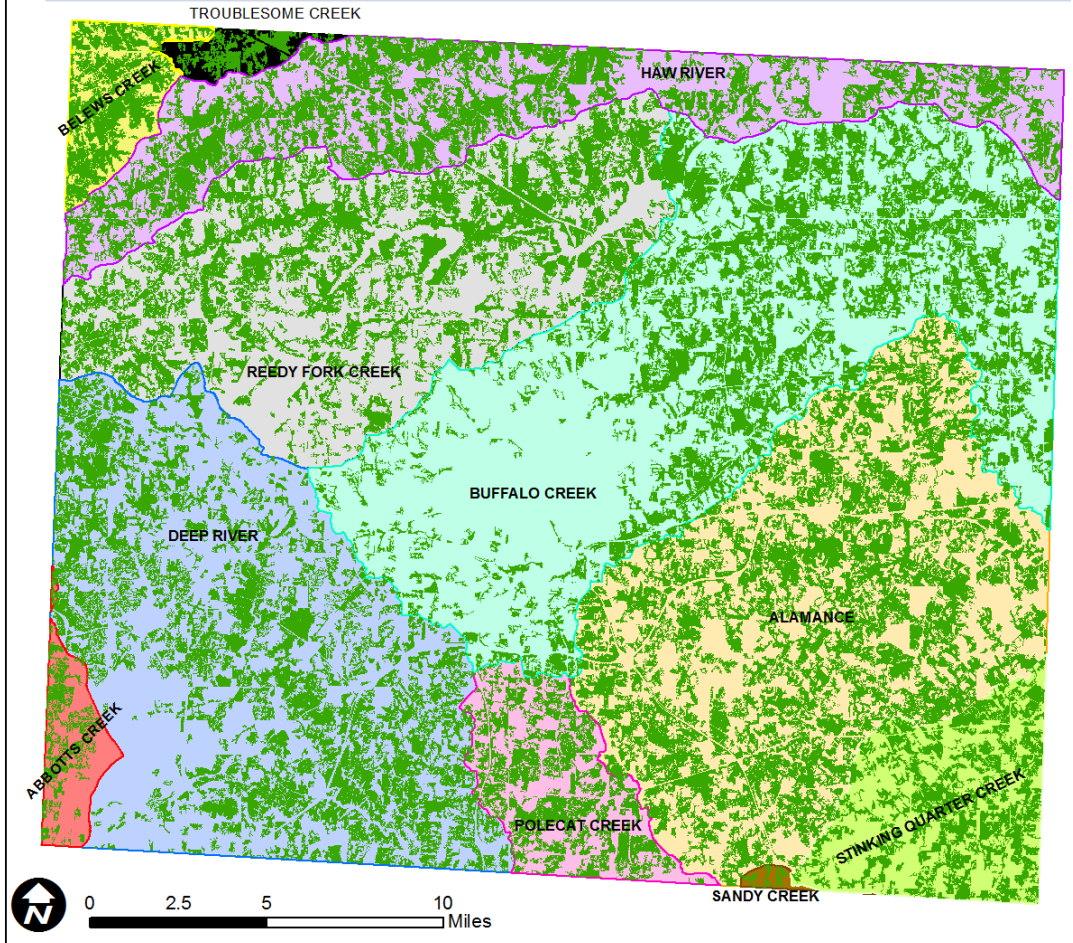 TROUBLESOME CREEK
HAW RIVER
BELEWS CREEK
REEDY FORK CREEK
BUFFALO CREEK
DEEP RIVER
ALAMANCE
ABBOTTS CREEK
STINKING QUARTER CREEK
POLECAT CREEK
SANDY CREEK
N
0 2.5 5 10
Miles